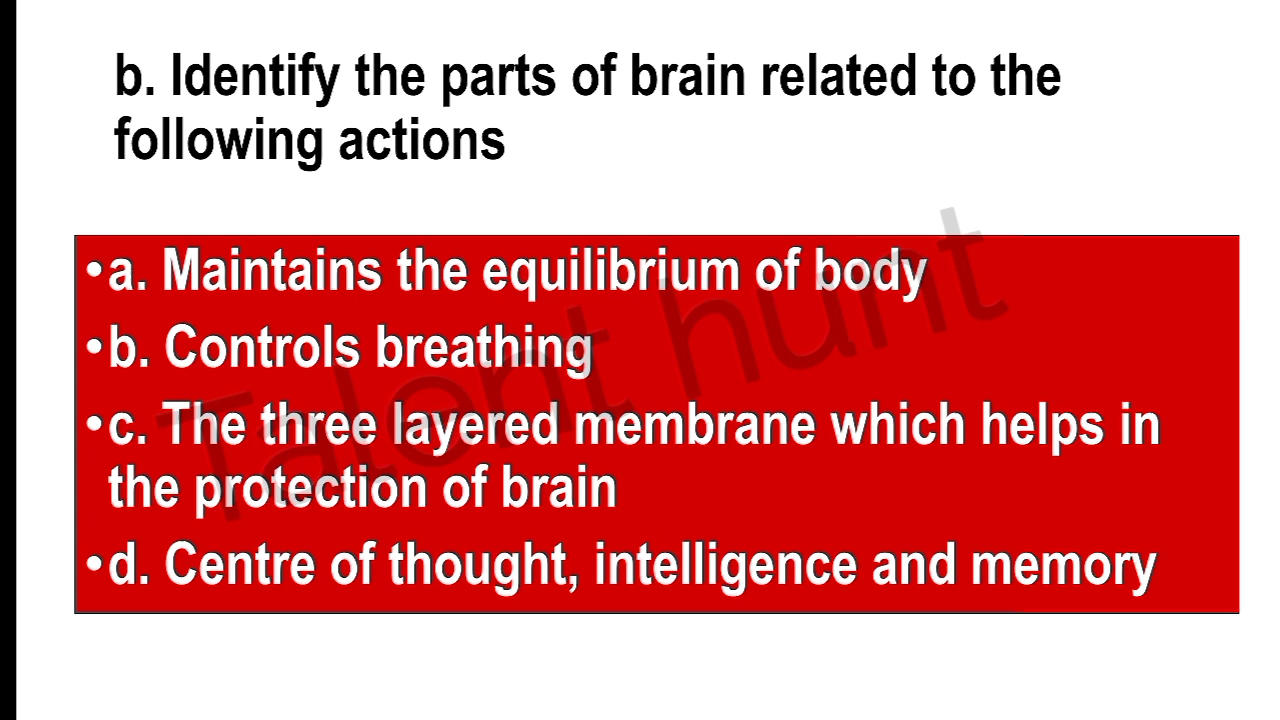 b. Identify the parts of brain related to the
following actions
•a. Maintains the equilibrium of body
•b. Controls breathing
•c. The three layered membrane which helps in
the protection of brain
•d. Centre of thought, intelligence and memory
Talent hunt